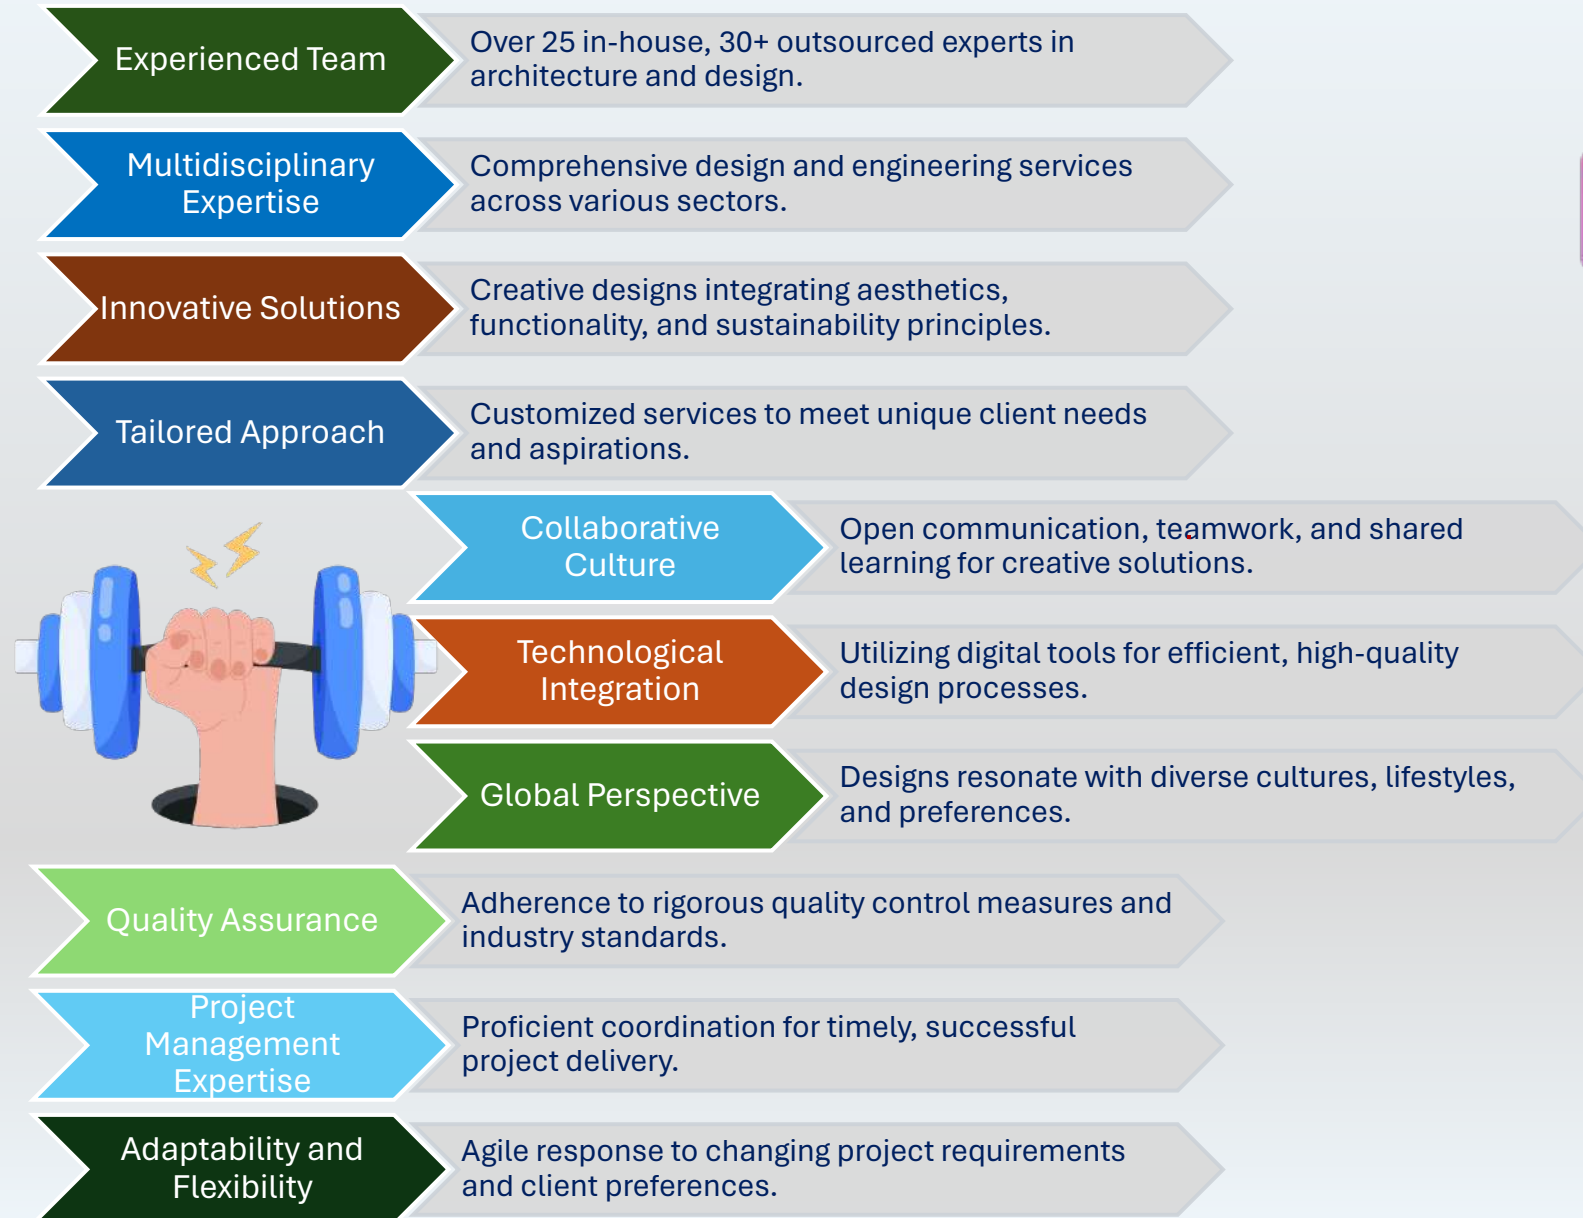 Experienced Team
Over 25 in-house, 30+ outsourced experts in
architecture and design.
Multidisciplinary
Expertise
Comprehensive design and engineering services
across various sectors.
Innovative Solutions
Creative designs integrating aesthetics,
functionality, and sustainability principles.
Tailored Approach
Customized services to meet unique client needs
and aspirations.
Collaborative
Culture
Open communication, teamwork, and shared
learning for creative solutions.
Technological
Integration
Utilizing digital tools for efficient, high-quality
design processes.
Global Perspective
Designs resonate with diverse cultures, lifestyles,
and preferences.
Quality Assurance
Adherence to rigorous quality control measures and
industry standards.
Project
Management
Expertise
Proficient coordination for timely, successful
project delivery.
Adaptability and
Flexibility
Agile response to changing project requirements
and client preferences.